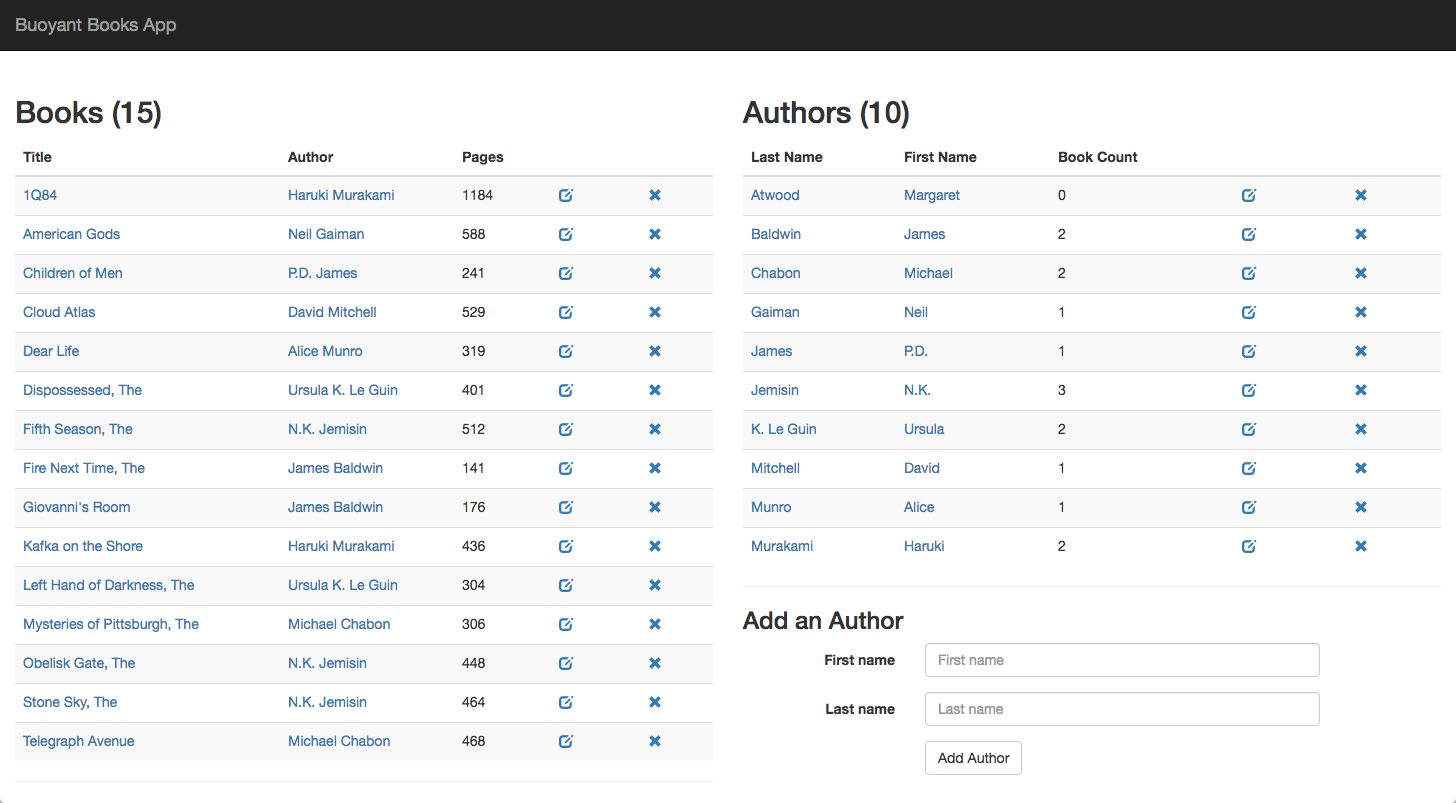 Buoyant Books App
Books (15)
Title Author Pages
1Q84 Haruki Murakami 1184
American Gods Neil Gaiman 588
Children of Men P.D. James 241
Cloud Atlas David Mitchell 529
Dear Life Alice Munro 319
Dispossessed, The Ursula K. Le Guin 401
Fifth Season, The N.K. Jemisin 512
Fire Next Time, The James Baldwin 141
Giovanni's Room James Baldwin 176
Kafka on the Shore Haruki Murakami 436
Left Hand of Darkness, The Ursula K. Le Guin 304
Mysteries of Pittsburgh, The Michael Chabon 306
Obelisk Gate, The N.K. Jemisin 448
Stone Sky, The N.K. Jemisin 464
Telegraph Avenue Michael Chabon 468
Authors (10)
Last Name First Name Book Count
Atwood Margaret 0
Baldwin James 2
Chabon Michael 2
Gaiman Neil 1
James P.D. 1
Jemisin N.K. 3
K. Le Guin Ursula 2
Mitchell David 1
Munro Alice 1
Murakami Haruki 2
Add an Author
First name First name
Last name Last name
Add Author